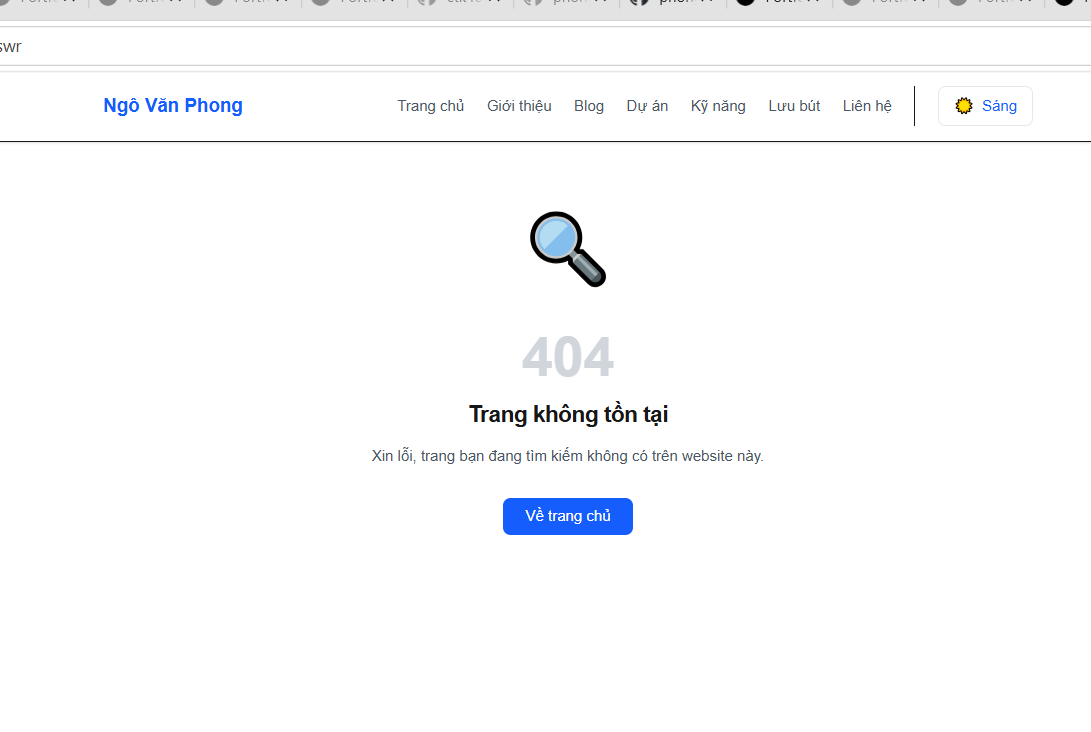 swr
Ngô Văn Phong
Trang chủ Giới thiệu Blog Dự án Kỹ năng Lưu bút Liên hệ Sáng
404
Trang không tồn tại
Xin lỗi, trang bạn đang tìm kiếm không có trên website này.
Về trang chủ